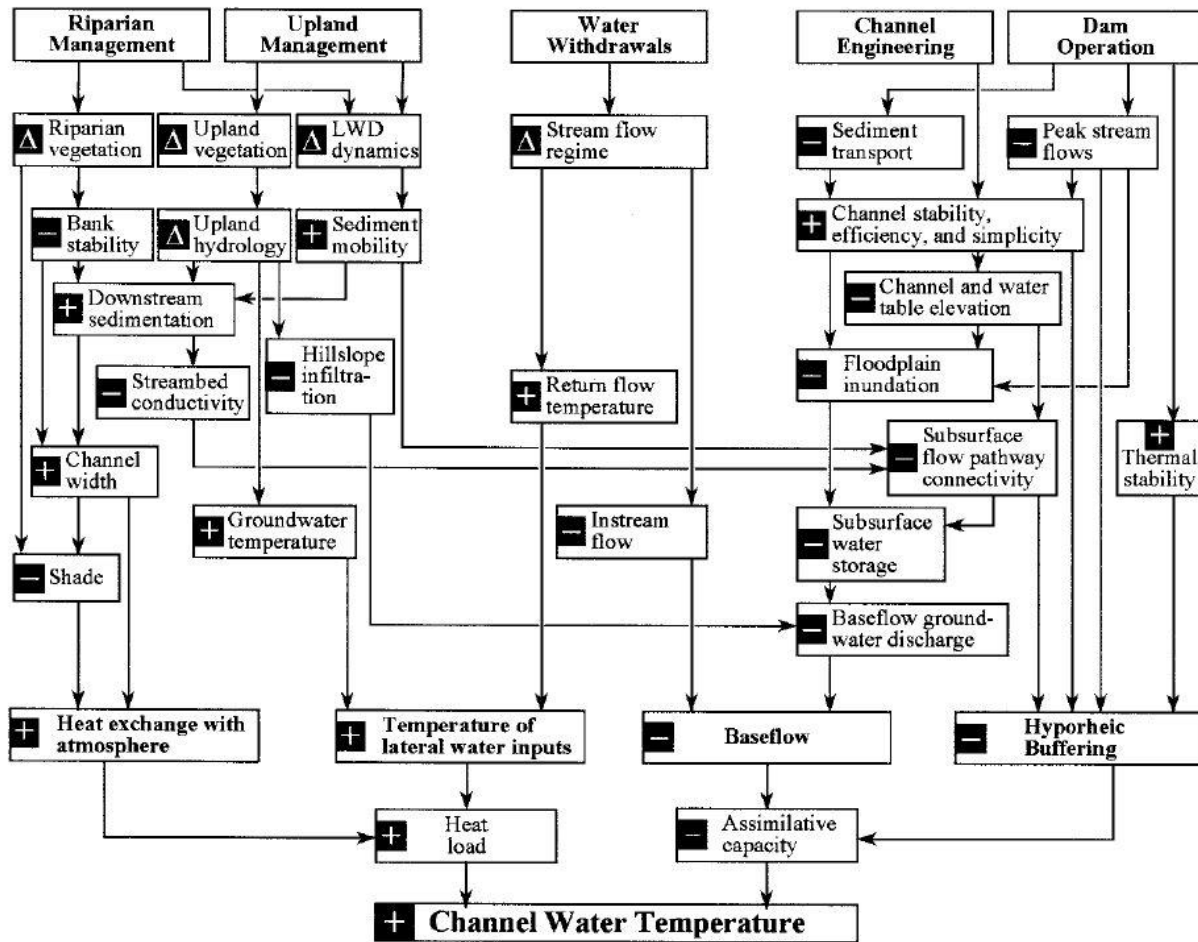 Riparian
Management
Upland
Management
Water
Withdrawals
Channel
Engineering
Dam
Operation
Δ Riparian
vegetation
Δ Upland
vegetation
Δ LWD
dynamics
Δ Stream flow
regime
− Sediment
transport
− Peak stream
flows
− Bank
stability
Δ Upland
hydrology
+ Sediment
mobility
+ Channel stability,
efficiency, and simplicity
+ Downstream
sedimentation
− Channel and water
table elevation
− Hillslope
infiltra-
tion
− Floodplain
inundation
− Streambed
conductivity
+ Return flow
temperature
+ Channel
width
− Subsurface
flow pathway
connectivity
+
Thermal
stability
+ Groundwater
temperature
− Instream
flow
− Subsurface
water
storage
− Shade
− Baseflow ground-
water discharge
+ Heat exchange with
atmosphere
+ Temperature of
lateral water inputs
− Baseflow
− Hyporheic
Buffering
+ Heat
load
− Assimilative
capacity
+ Channel Water Temperature